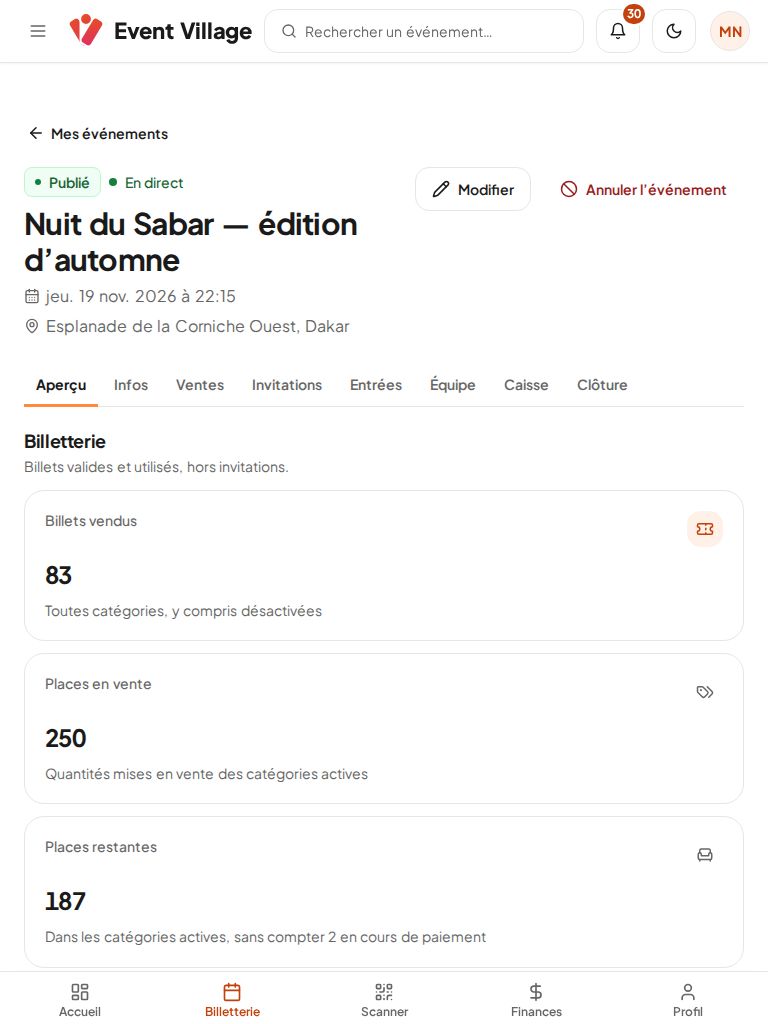 Event Village
Rechercher un événement…
30
MN
Mes événements
Publié
En direct
Modifier
Annuler l’événement
Nuit du Sabar — édition
d’automne
jeu. 19 nov. 2026 à 22:15
Esplanade de la Corniche Ouest, Dakar
Aperçu
Infos
Ventes
Invitations
Entrées
Équipe
Caisse
Clôture
Billetterie
Billets valides et utilisés, hors invitations.
Billets vendus
83
Toutes catégories, y compris désactivées
Places en vente
250
Quantités mises en vente des catégories actives
Places restantes
187
Dans les catégories actives, sans compter 2 en cours de paiement
Accueil
Billetterie
Scanner
Finances
Profil